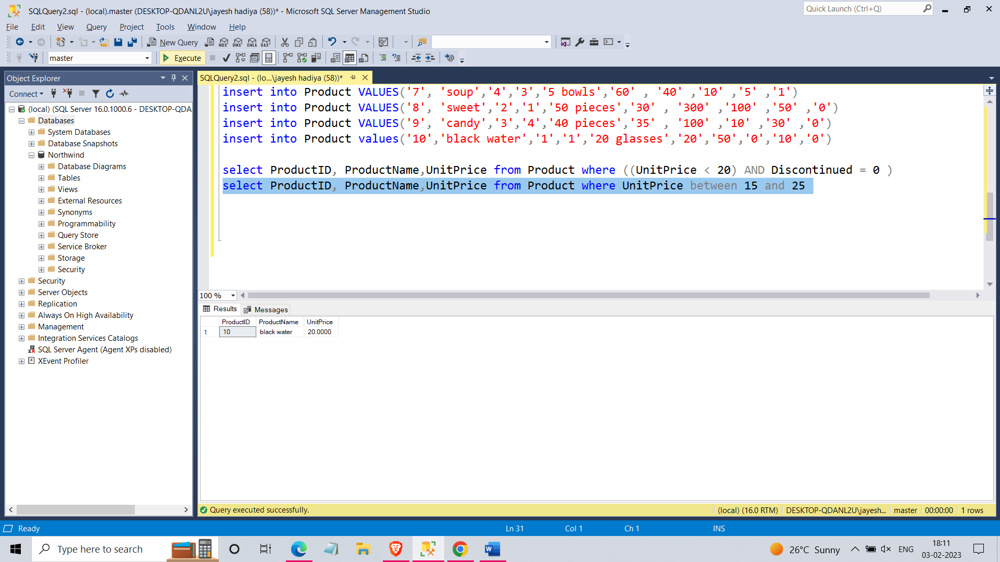 SQLQuery2.sql - (local).master (DESKTOP-QDANL2U\jayesh hadiya (58))* - Microsoft SQL Server Management Studio
Quick Launch (Ctrl+Q)
File Edit View Query Project Tools Window Help
New Query MDX DMX XMLA DAX
master Execute
Object Explorer
SQLQuery2.sql - (lo...\jayesh hadiya (58))*
Connect
(local) (SQL Server 16.0.1000.6 - DESKTOP-QDA
Databases
System Databases
Database Snapshots
Northwind
Database Diagrams
Tables
Views
External Resources
Synonyms
Programmability
Query Store
Service Broker
Storage
Security
Security
Server Objects
Replication
Always On High Availability
Management
Integration Services Catalogs
SQL Server Agent (Agent XPs disabled)
XEvent Profiler
insert into Product VALUES('7', 'soup','4','3','5 bowls','60' , '40' ,'10' ,'5' ,'1')
insert into Product VALUES('8', 'sweet','2','1','50 pieces','30' , '300' ,'100' ,'50' ,'0')
insert into Product VALUES('9', 'candy','3','4','40 pieces','35' , '100' ,'10' ,'30' ,'0')
insert into Product values('10','black water','1','1','20 glasses','20','50','0','10','0')
select ProductID, ProductName,UnitPrice from Product where ((UnitPrice < 20) AND Discontinued = 0 )
select ProductID, ProductName,UnitPrice from Product where UnitPrice between 15 and 25
100 %
Results Messages
ProductID ProductName UnitPrice
1 10 black water 20.0000
Query executed successfully.
(local) (16.0 RTM) DESKTOP-QDANL2U\jayesh... master 00:00:00 1 rows
Ready Ln 31 Col 1 Ch 1 INS
Type here to search
26°C Sunny ENG
18:11
03-02-2023